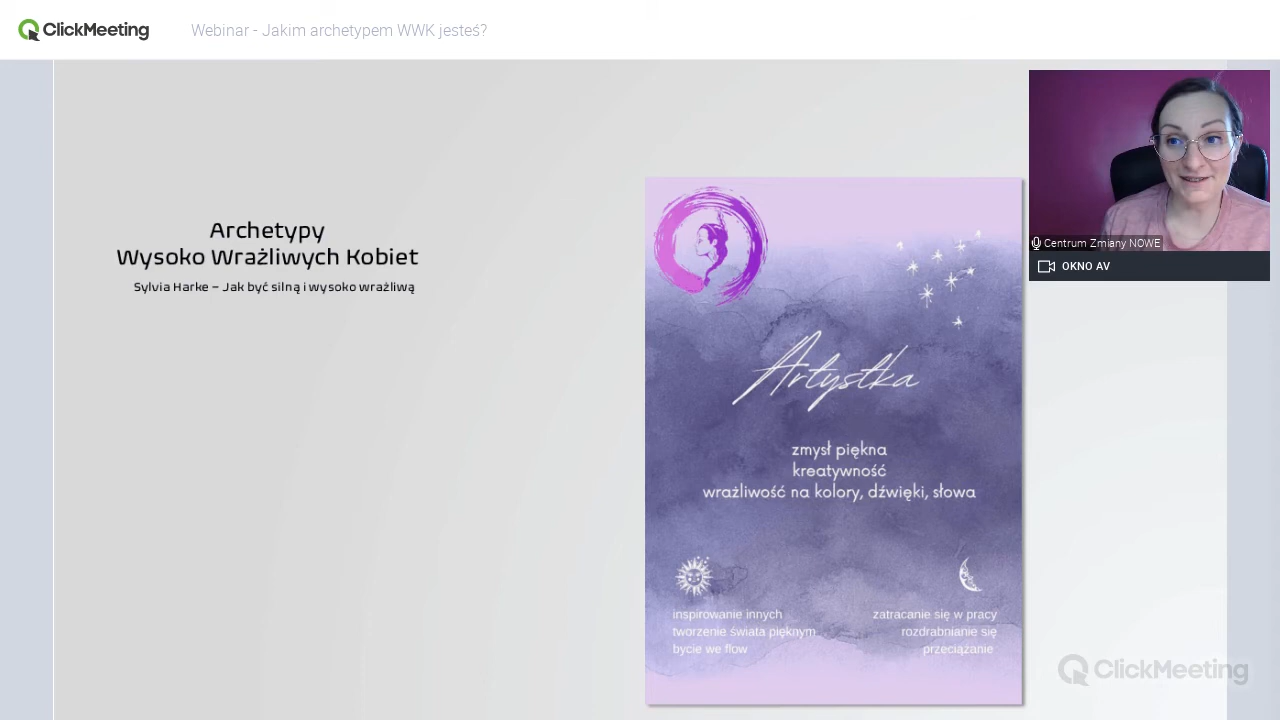 ClickMeeting
Webinar - Jakim archetypem WWK jesteś?
Archetypy
Wysoko Wrażliwych Kobiet
Sylvia Harke – Jak być silną i wysoko wrażliwą
Centrum Zmiany NOWE
OKNO AV
Artystka
zmysł piękna
kreatywność
wrażliwość na kolory, dźwięki, słowa
inspirowanie innych
tworzenie świata pięknym
bycie we flow
zatracanie się w pracy
rozdrabnianie się
przeciążanie
ClickMeeting